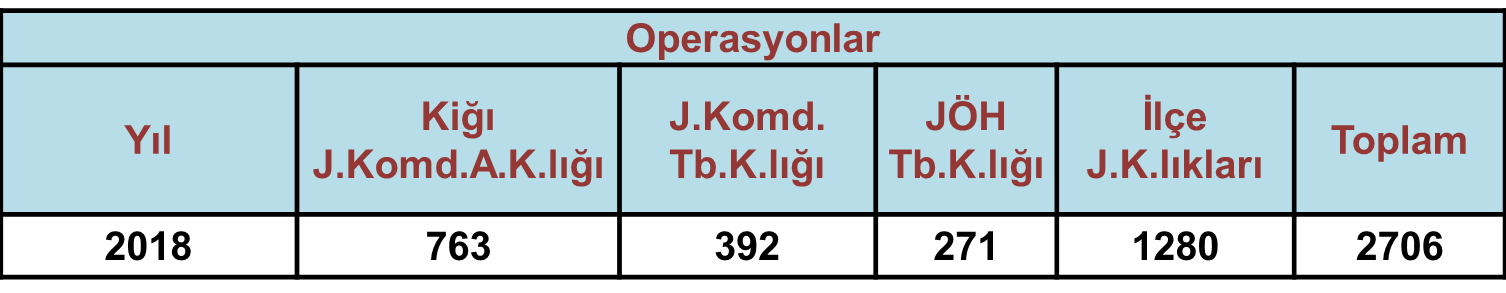 Operasyonlar
Yıl
Kiğı
J.Komd.A.K.lığı
J.Komd.
Tb.K.lığı
JÖH
Tb.K.lığı
İlçe
J.K.lıkları
Toplam
2018 763 392 271 1280 2706